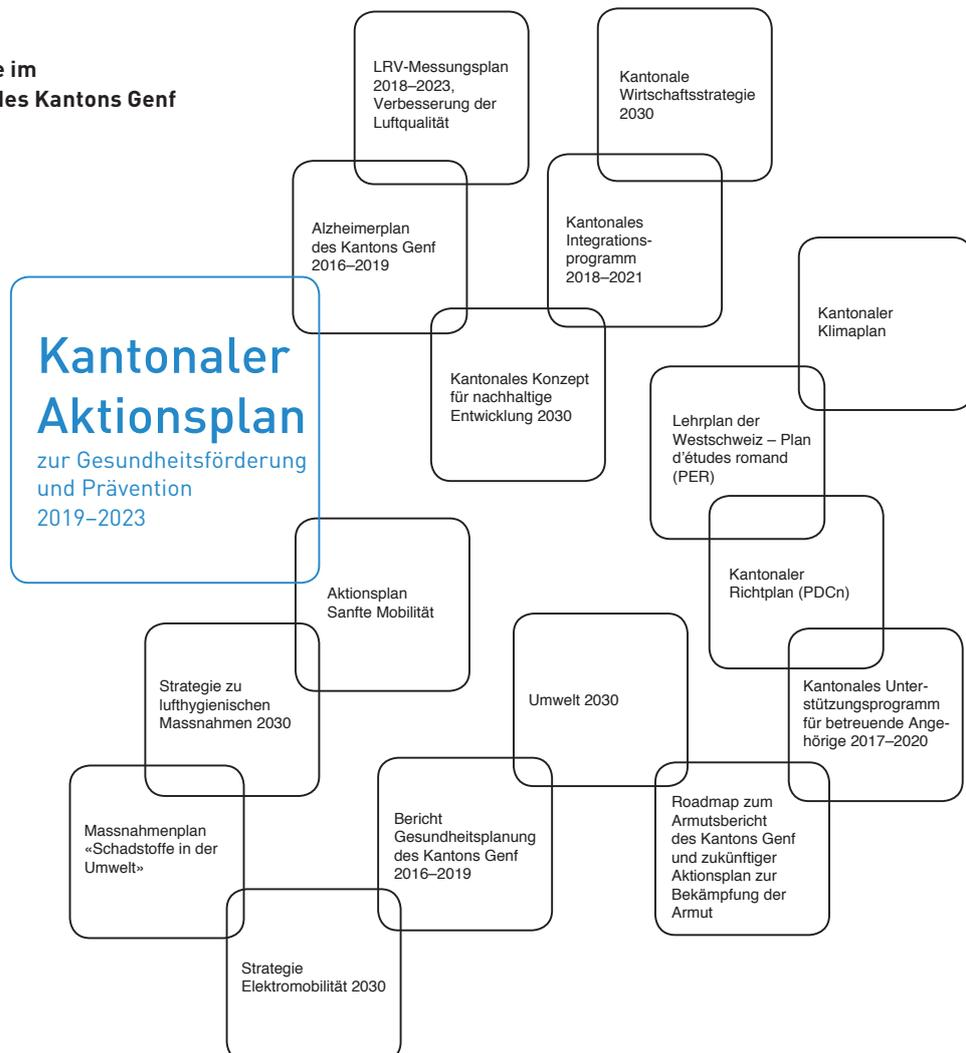 e im
des Kantons Genf
LRV-Messungsplan
2018–2023,
Verbesserung der
Luftqualität
Kantonale
Wirtschaftsstrategie
2030
Alzheimerplan
des Kantons Genf
2016–2019
Kantonales
Integrations-
programm
2018–2021
Kantonaler
Klimaplan
Kantonaler
Aktionsplan
zur Gesundheitsförderung
und Prävention
2019–2023
Kantonales Konzept
für nachhaltige
Entwicklung 2030
Lehrplan der
Westschweiz – Plan
d’études romand
(PER)
Aktionsplan
Sanfte Mobilität
Kantonaler
Richtplan (PDCn)
Strategie zu
lufthygienischen
Massnahmen 2030
Umwelt 2030
Kantonales Unter-
stützungsprogramm
für betreuende Ange-
hörige 2017–2020
Massnahmenplan
«Schadstoffe in der
Umwelt»
Bericht
Gesundheitsplanung
des Kantons Genf
2016–2019
Roadmap zum
Armutsbericht
des Kantons Genf
und zukünftiger
Aktionsplan zur
Bekämpfung der
Armut
Strategie
Elektromobilität 2030